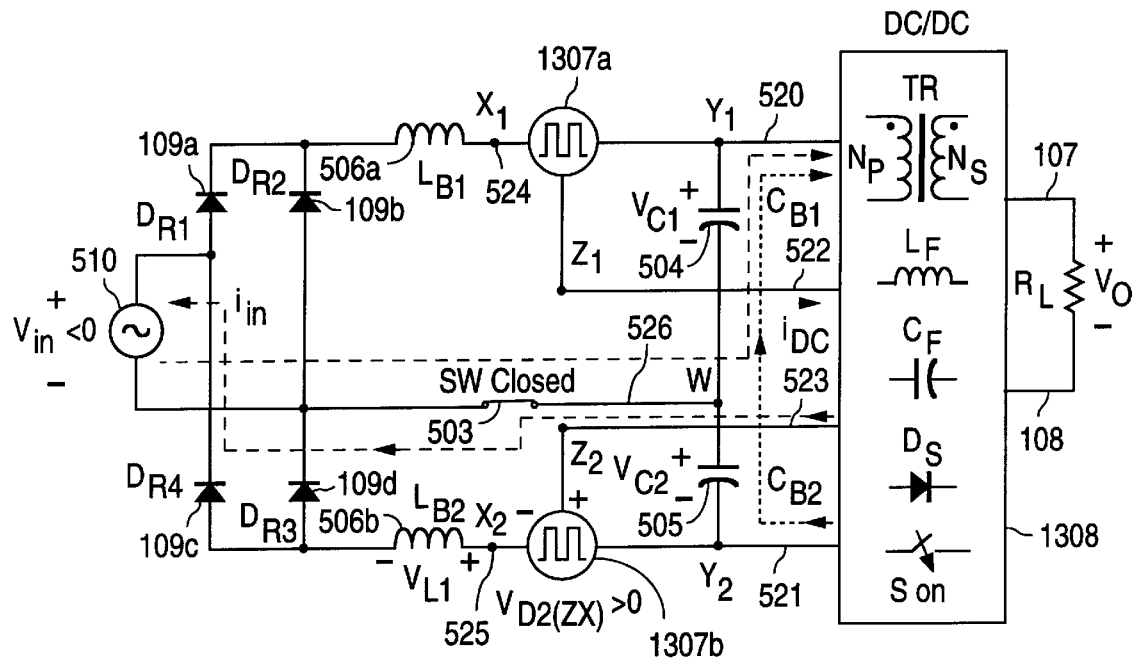 DC/DC
1307a
X1
Y1
520
TR
109a
DR2
506a
LB1
524
NP
NS
107
109b
VC1
+
−
CB1
DR1
504
522
510
Z1
LF
RL
+
VO
−
+
Vin <0
−
iin
iDC
526
SW Closed
W
523
CF
503
108
DR4
109d
LB2
Z2
VC2
+
−
CB2
DS
DR3
506b
X2
−
+
505
109c
−
VL1
+
Y2
521
1308
525
VD2(ZX) >0
1307b
S on